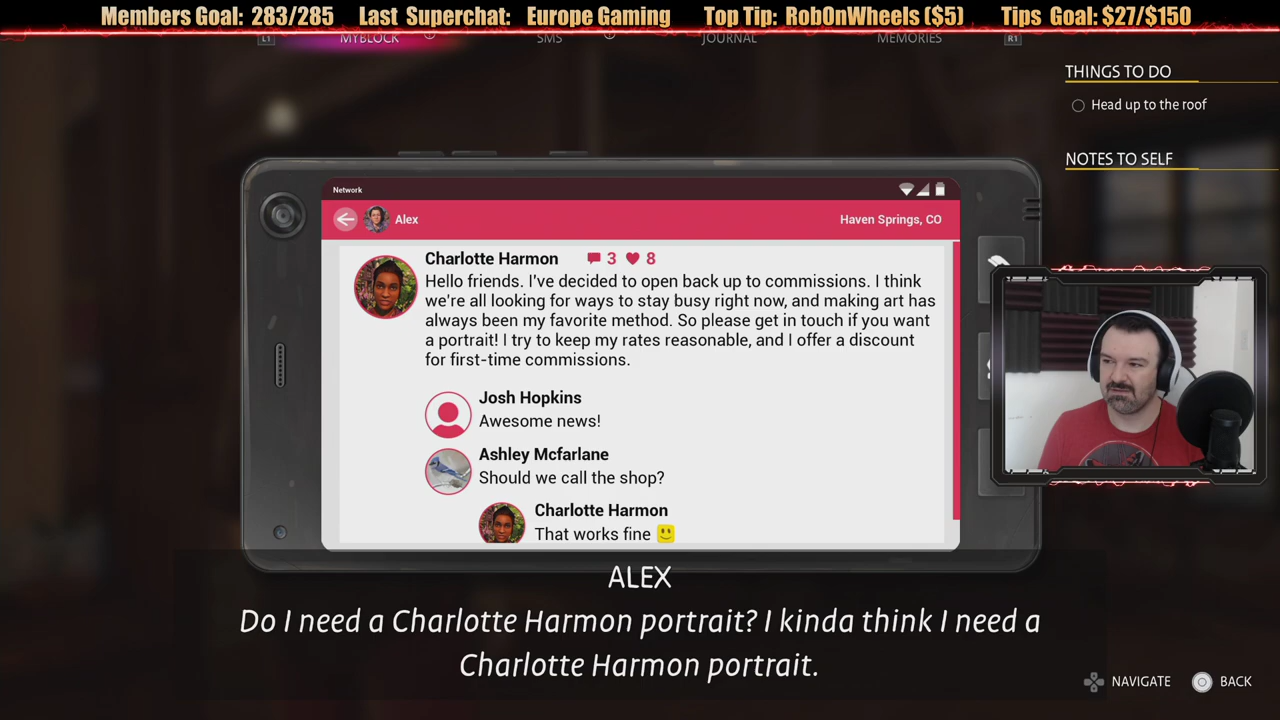 Members Goal: 283/285 Last Superchat: Europe Gaming Top Tip: RobOnWheels ($5) Tips Goal: $27/$150
L1 MYBLOCK SMS JOURNAL MEMORIES R1
THINGS TO DO
Head up to the roof
NOTES TO SELF
Network
Alex Haven Springs, CO
Charlotte Harmon 3 8
Hello friends. I've decided to open back up to commissions. I think
we're all looking for ways to stay busy right now, and making art has
always been my favorite method. So please get in touch if you want
a portrait! I try to keep my rates reasonable, and I offer a discount
for first-time commissions.
Josh Hopkins
Awesome news!
Ashley Mcfarlane
Should we call the shop?
Charlotte Harmon
That works fine 🙂
ALEX
Do I need a Charlotte Harmon portrait? I kinda think I need a
Charlotte Harmon portrait.
NAVIGATE BACK